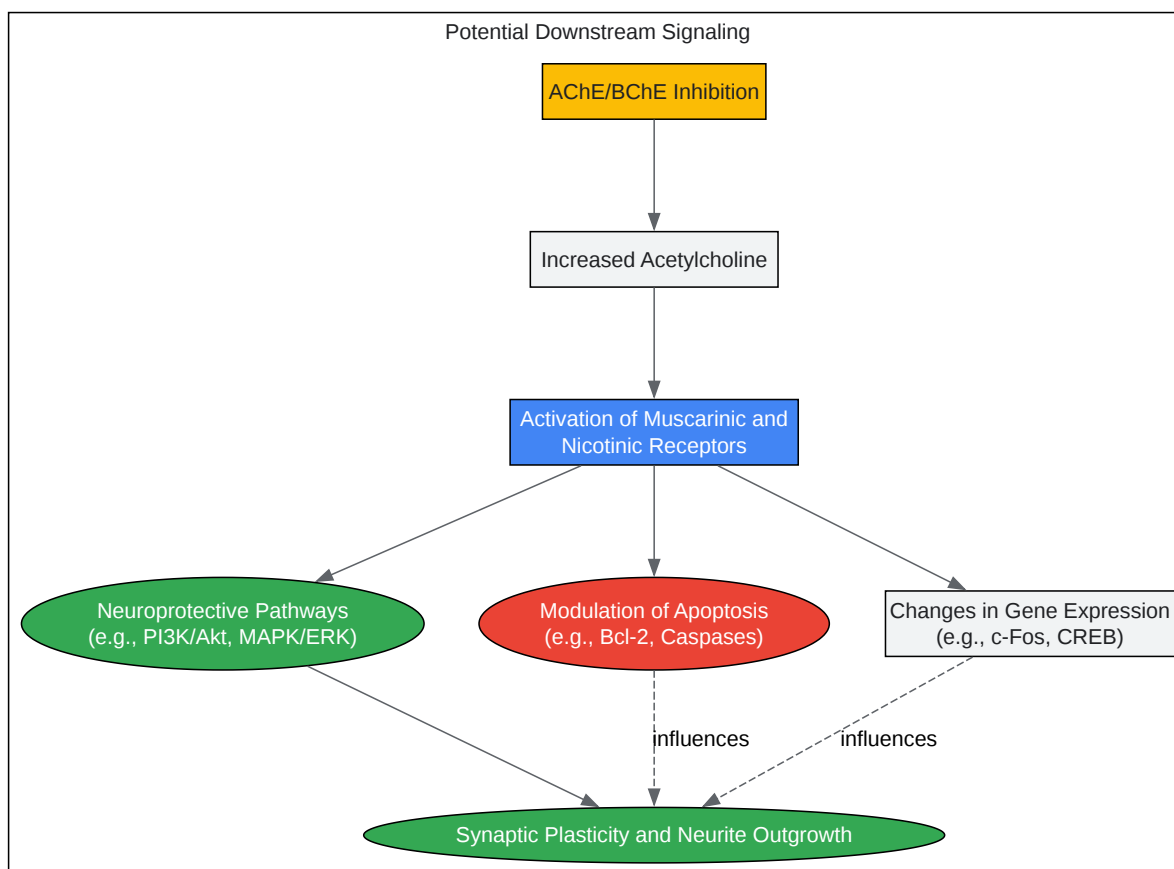 Potential Downstream Signaling
AChE/BChE Inhibition
Increased Acetylcholine
Activation of Muscarinic and
Nicotinic Receptors
Neuroprotective Pathways
(e.g., PI3K/Akt, MAPK/ERK)
Modulation of Apoptosis
(e.g., Bcl-2, Caspases)
Changes in Gene Expression
(e.g., c-Fos, CREB)
influences
influences
Synaptic Plasticity and Neurite Outgrowth